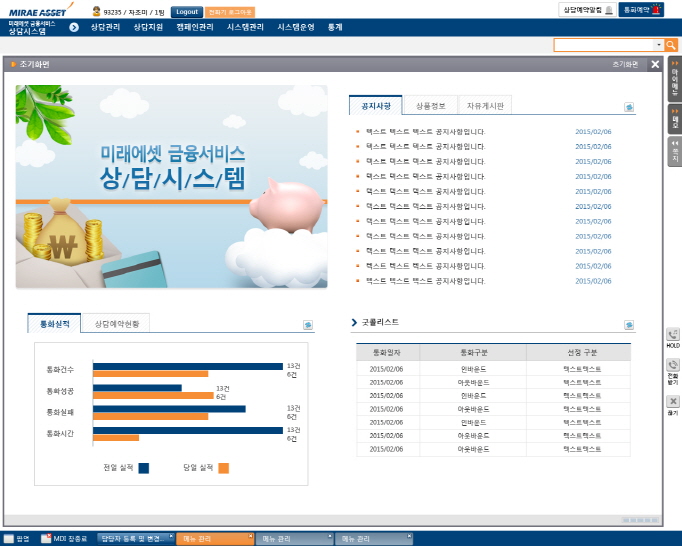 MIRAE ASSET
93235 / 차조미 / 1팀
Logout
전화기 로그아웃
상담예약알림
통화예약
미래에셋 금융서비스
상담시스템
상담관리 상담지원 캠페인관리 시스템관리 시스템운영 통계
초기화면
초기화면
마이메뉴
메모
쪽지
미래에셋 금융서비스
상/담/시/스/템
공지사항 상품정보 자유게시판
텍스트 텍스트 텍스트 공지사항입니다. 2015/02/06
텍스트 텍스트 텍스트 공지사항입니다. 2015/02/06
텍스트 텍스트 텍스트 공지사항입니다. 2015/02/06
텍스트 텍스트 텍스트 공지사항입니다. 2015/02/06
텍스트 텍스트 텍스트 공지사항입니다. 2015/02/06
텍스트 텍스트 텍스트 공지사항입니다. 2015/02/06
텍스트 텍스트 텍스트 공지사항입니다. 2015/02/06
텍스트 텍스트 텍스트 공지사항입니다. 2015/02/06
텍스트 텍스트 텍스트 공지사항입니다. 2015/02/06
텍스트 텍스트 텍스트 공지사항입니다. 2015/02/06
텍스트 텍스트 텍스트 공지사항입니다. 2015/02/06
통화실적 상담예약현황
통화건수 13건
6건
통화성공 13건
6건
통화실패 13건
6건
통화시간 13건
6건
전일 실적 당일 실적
굿콜리스트
통화일자 통화구분 선정 구분
2015/02/06 인바운드 텍스트텍스트
2015/02/06 아웃바운드 텍스트텍스트
2015/02/06 인바운드 텍스트텍스트
2015/02/06 아웃바운드 텍스트텍스트
2015/02/06 인바운드 텍스트텍스트
2015/02/06 아웃바운드 텍스트텍스트
2015/02/06 아웃바운드 텍스트텍스트
HOLD
전화
받기
끊기
MDI 창종료
담당자 등록 및 변경..
메뉴 관리
메뉴 관리
메뉴 관리